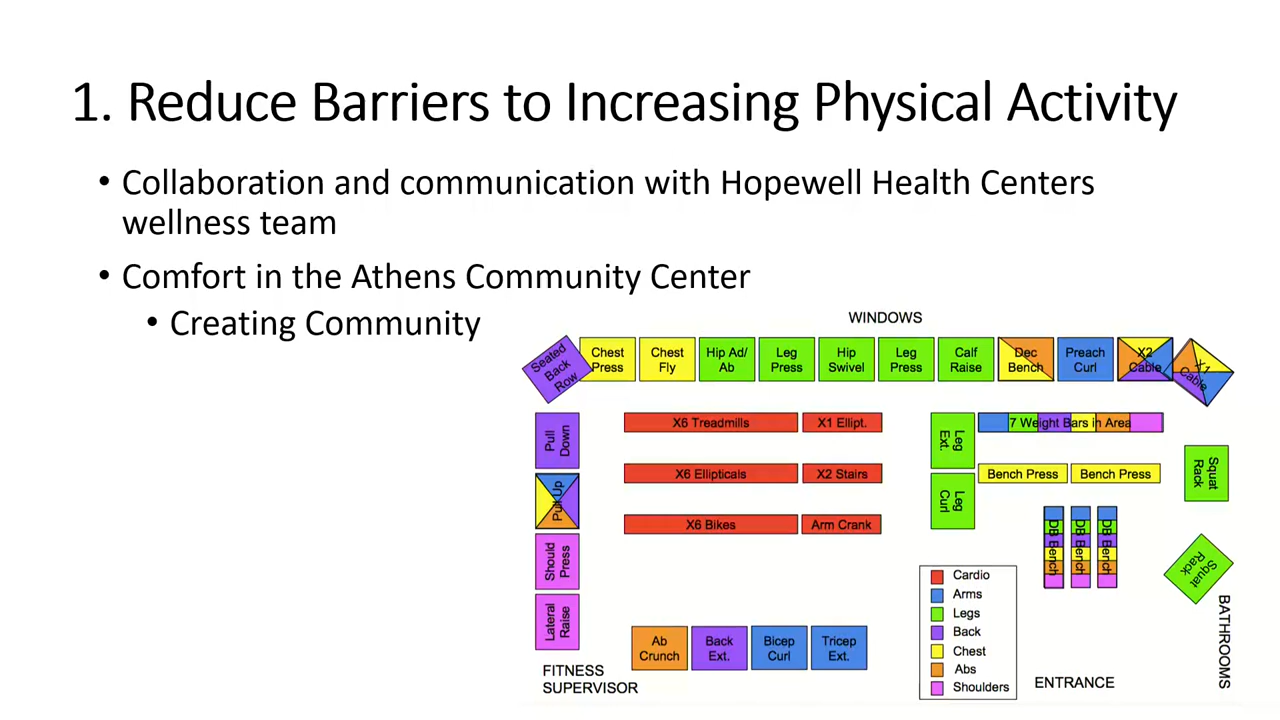 1. Reduce Barriers to Increasing Physical Activity
• Collaboration and communication with Hopewell Health Centers
wellness team
• Comfort in the Athens Community Center
• Creating Community
WINDOWS
Seated
Back
Row
Chest
Press
Chest
Fly
Hip Ad/
Ab
Leg
Press
Hip
Swivel
Leg
Press
Calf
Raise
Dec
Bench
Preach
Curl
X2
Cable
X1
Cable
Pull
Down
Pull Up
Should
Press
Lateral
Raise
X6 Treadmills
X1 Ellipt.
X6 Ellipticals
X2 Stairs
X6 Bikes
Arm Crank
Leg
Ext.
Leg
Curl
7 Weight Bars in Area
Bench Press
Bench Press
Squat
Rack
DB Bench
DB Bench
DB Bench
Squat
Rack
Ab
Crunch
Back
Ext.
Bicep
Curl
Tricep
Ext.
Cardio
Arms
Legs
Back
Chest
Abs
Shoulders
FITNESS
SUPERVISOR
ENTRANCE
BATHROOMS